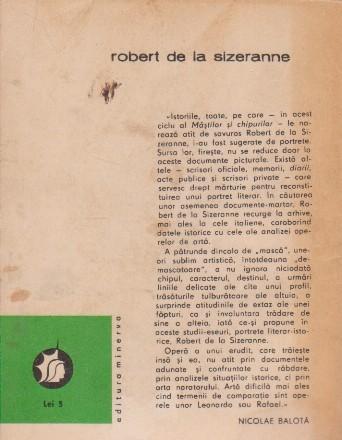 robert de la sizeranne
«Istoriile, toate, pe care — în acest
ciclu al Măștilor și chipurilor — le na-
rează atît de savuros Robert de la Si-
zeranne, i-au fost sugerate de portrete.
Sursa lor, firește, nu se reduce doar la
aceste documente picturale. Există al-
tele — scrisori oficiale, memorii, diarii,
acte publice și scrisori private — care
servesc drept mărturie pentru reconsti-
tuirea unui portret literar. În căutarea
unor asemenea documente-martor, Ro-
bert de la Sizeranne recurge la arhive,
mai ales la cele italiene, coroborînd
datele istorice cu cele ale analizei ope-
relor de artă.
A pătrunde dincolo de „mască", une-
ori sublim artistică, întotdeauna „de-
mascatoare", a nu ignora niciodată
chipul, caracterul, destinul, a urmări
liniile delicate ale cite unui profil,
trăsăturile tulburătoare ale altuia, a
surprinde atitudinile de extaz ale unei
făpturi, ca și involuntara trădare de
sine a alteia, iată ce-și propune în
aceste studii-eseuri, portrete literar-isto-
rice, Robert de la Sizeranne.
Operă a unui erudit, care trăiește
însă și ea, nu atît prin documentele
adunate și confruntate cu răbdare,
prin analizele situațiilor istorice, ci prin
arta naratorului. Artă dificilă mai ales
cînd termenii de comparație sînt ope-
rele unor Leonardo sau Rafael.»
NICOLAE BALOTĂ
editura minerva
Lei 5